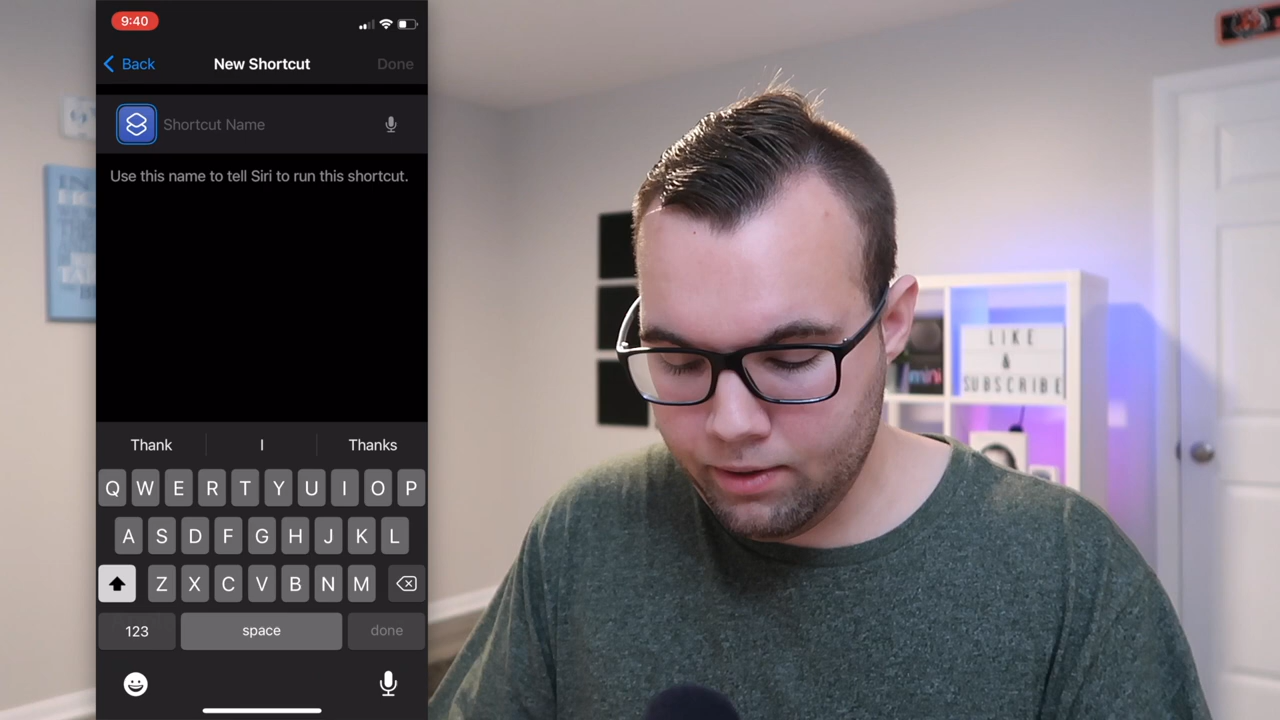 9:40
Back
New Shortcut
Done
Shortcut Name
Use this name to tell Siri to run this shortcut.
Thank
I
Thanks
Q W E R T Y U I O P
A S D F G H J K L
Z X C V B N M
123
space
done
LIKE
&
SUBSCRIBE
mini